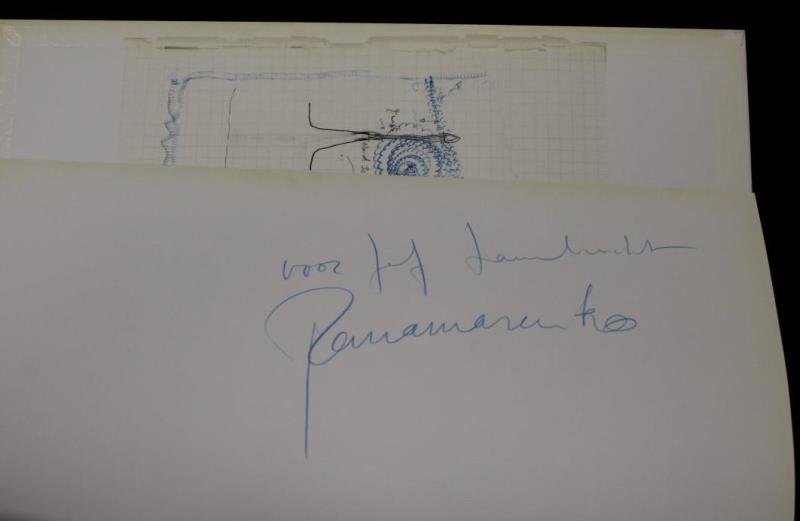 voor Jef Lambrecht
Panamarenko